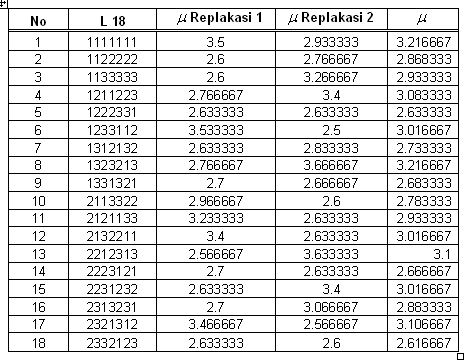 No L 18 μ Replakasi 1 μ Replakasi 2 μ
1 1111111 3.5 2.933333 3.216667
2 1122222 2.6 2.766667 2.868333
3 1133333 2.6 3.266667 2.933333
4 1211223 2.766667 3.4 3.083333
5 1222331 2.633333 2.633333 2.633333
6 1233112 3.533333 2.5 3.016667
7 1312132 2.633333 2.833333 2.733333
8 1323213 2.766667 3.666667 3.216667
9 1331321 2.7 2.666667 2.683333
10 2113322 2.966667 2.6 2.783333
11 2121133 3.233333 2.633333 2.933333
12 2132211 3.4 2.633333 3.016667
13 2212313 2.566667 3.633333 3.1
14 2223121 2.7 2.633333 2.666667
15 2231232 2.633333 3.4 3.016667
16 2313231 2.7 3.066667 2.883333
17 2321312 3.466667 2.566667 3.106667
18 2332123 2.633333 2.6 2.616667